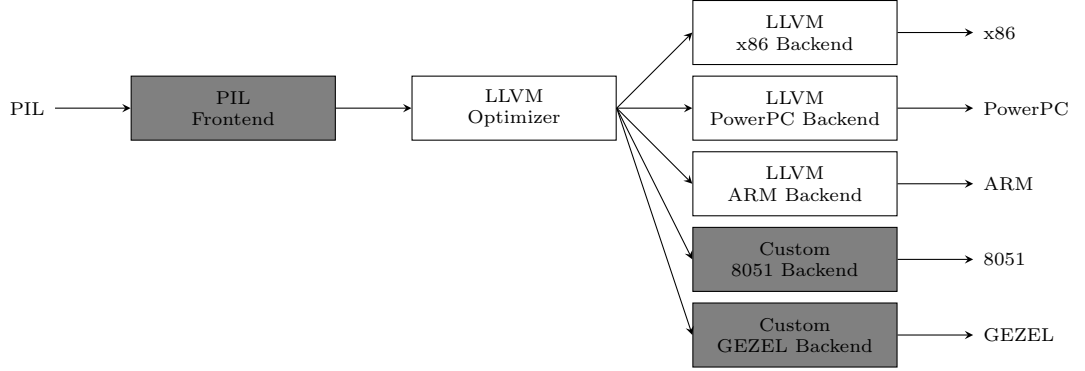 PIL
PIL
Frontend
LLVM
Optimizer
LLVM
x86 Backend
x86
LLVM
PowerPC Backend
PowerPC
LLVM
ARM Backend
ARM
Custom
8051 Backend
8051
Custom
GEZEL Backend
GEZEL